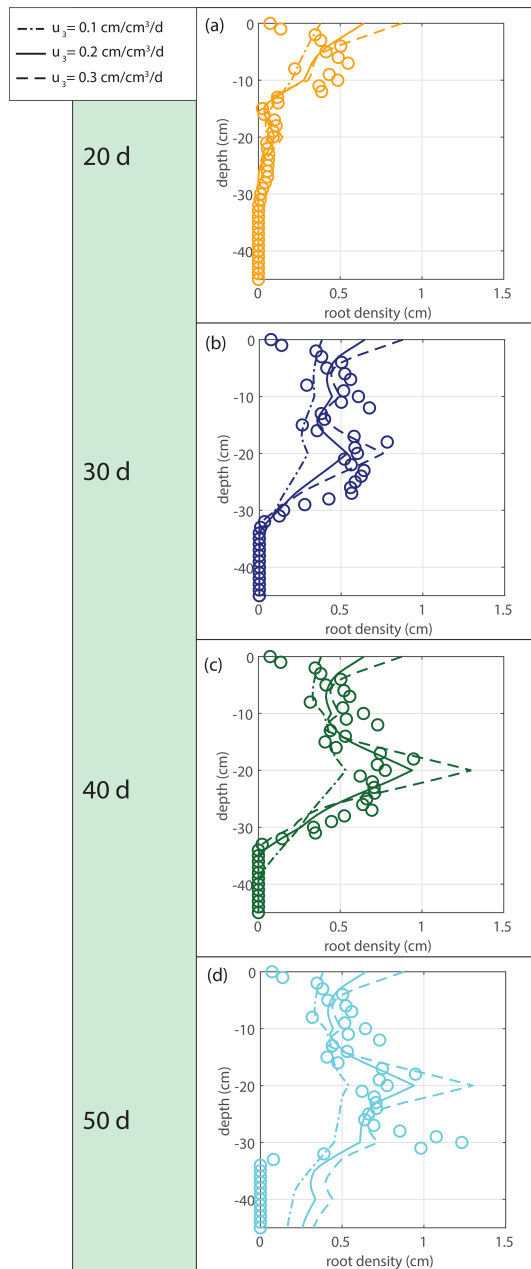 u₃= 0.1 cm/cm³/d
u₃= 0.2 cm/cm³/d
u₃= 0.3 cm/cm³/d
20 d
(a)
0
-10
-20
-30
-40
depth (cm)
0 0.5 1 1.5
root density (cm)
30 d
(b)
0
-10
-20
-30
-40
depth (cm)
0 0.5 1 1.5
root density (cm)
40 d
(c)
0
-10
-20
-30
-40
depth (cm)
0 0.5 1 1.5
root density (cm)
50 d
(d)
0
-10
-20
-30
-40
depth (cm)
0 0.5 1 1.5
root density (cm)